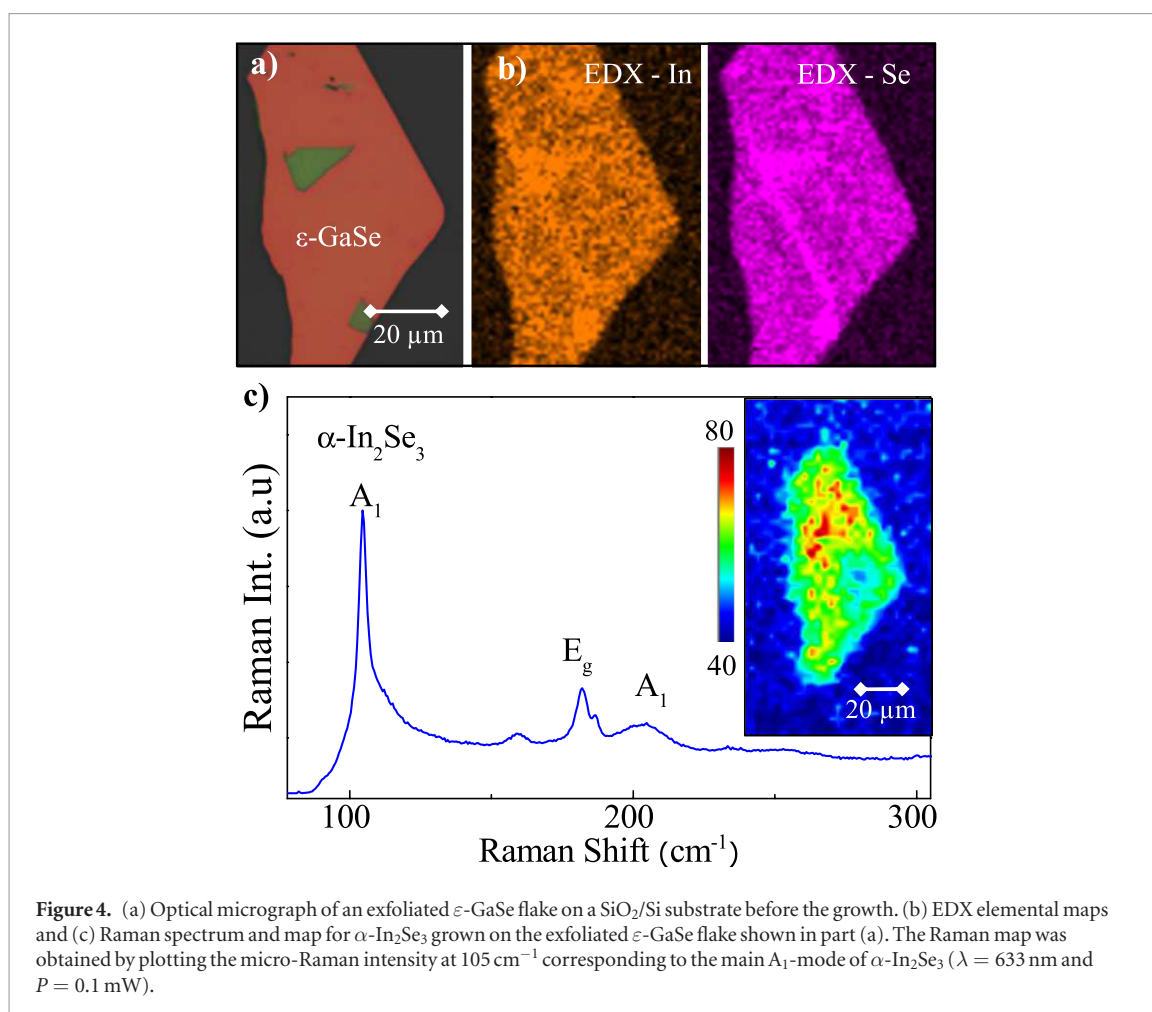 a)
b)
EDX - In
EDX - Se
ε-GaSe
20 µm
c)
α-In₂Se₃
A₁
E_g
A₁
80
40
20 µm
Raman Int. (a.u)
100
200
300
Raman Shift (cm⁻¹)
Figure 4. (a) Optical micrograph of an exfoliated ε-GaSe flake on a SiO₂/Si substrate before the growth. (b) EDX elemental maps
and (c) Raman spectrum and map for α-In₂Se₃ grown on the exfoliated ε-GaSe flake shown in part (a). The Raman map was
obtained by plotting the micro-Raman intensity at 105 cm⁻¹ corresponding to the main A₁-mode of α-In₂Se₃ (λ = 633 nm and
P = 0.1 mW).